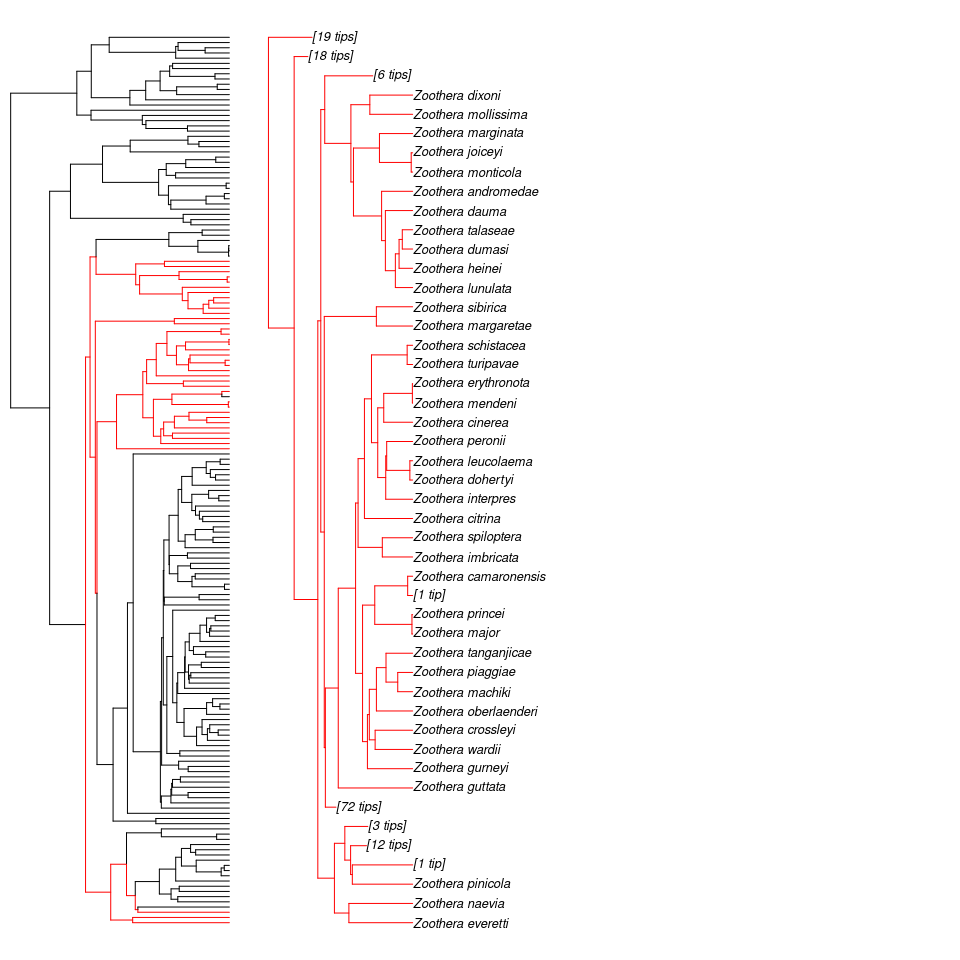 [19 tips]
[18 tips]
[6 tips]
Zoothera dixoni
Zoothera mollissima
Zoothera marginata
Zoothera joiceyi
Zoothera monticola
Zoothera andromedae
Zoothera dauma
Zoothera talaseae
Zoothera dumasi
Zoothera heinei
Zoothera lunulata
Zoothera sibirica
Zoothera margaretae
Zoothera schistacea
Zoothera turipavae
Zoothera erythronota
Zoothera mendeni
Zoothera cinerea
Zoothera peronii
Zoothera leucolaema
Zoothera dohertyi
Zoothera interpres
Zoothera citrina
Zoothera spiloptera
Zoothera imbricata
Zoothera camaronensis
[1 tip]
Zoothera princei
Zoothera major
Zoothera tanganjicae
Zoothera piaggiae
Zoothera machiki
Zoothera oberlaenderi
Zoothera crossleyi
Zoothera wardii
Zoothera gurneyi
Zoothera guttata
[72 tips]
[3 tips]
[12 tips]
[1 tip]
Zoothera pinicola
Zoothera naevia
Zoothera everetti